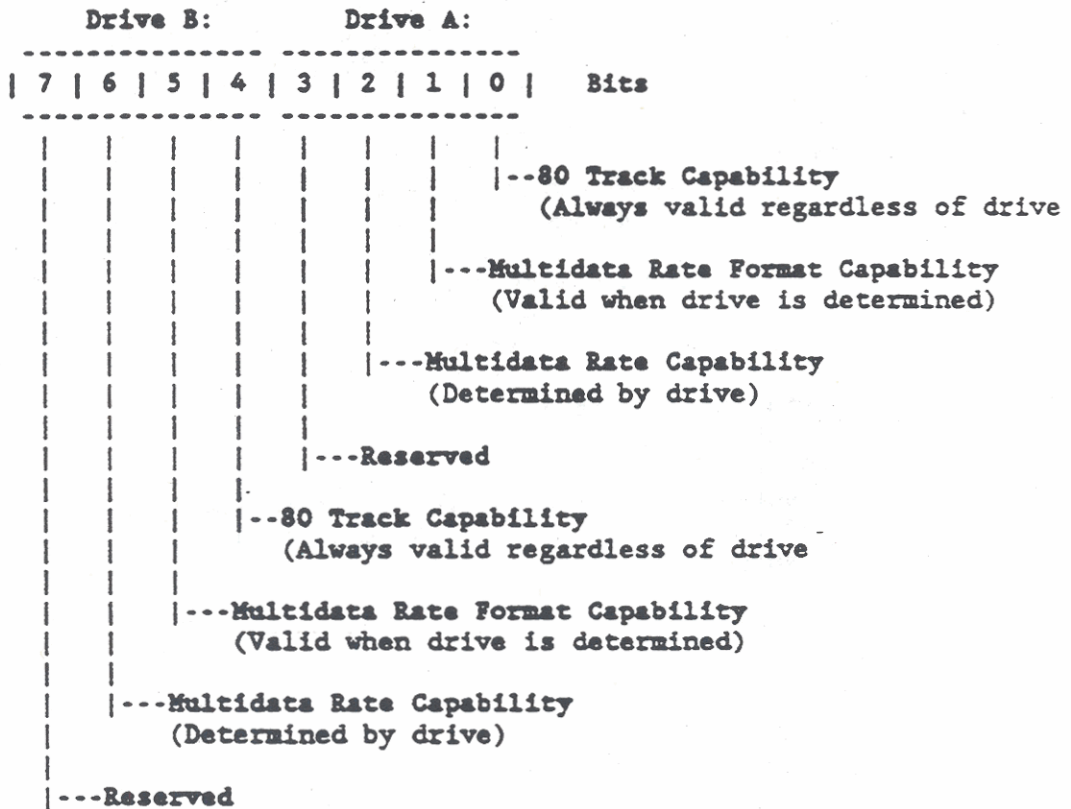 Drive B: Drive A:
---------------- ----------------
| 7 | 6 | 5 | 4 | 3 | 2 | 1 | 0 | Bits
---------------- ----------------
|--80 Track Capability
(Always valid regardless of drive
|---Multidata Rate Format Capability
(Valid when drive is determined)
|---Multidata Rate Capability
(Determined by drive)
|---Reserved
|--80 Track Capability
(Always valid regardless of drive
|---Multidata Rate Format Capability
(Valid when drive is determined)
|---Multidata Rate Capability
(Determined by drive)
|---Reserved